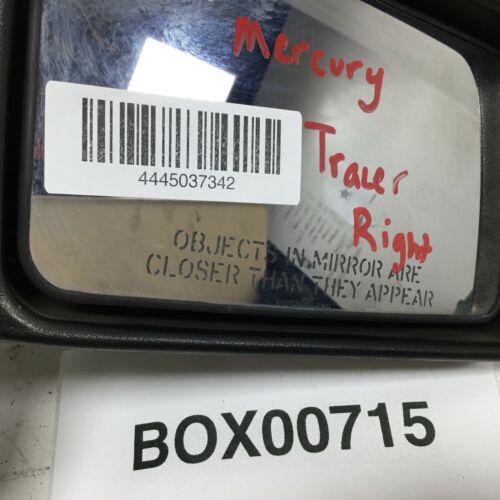 Mercury
Tracer
Right
4445037342
OBJECTS IN MIRROR ARE
CLOSER THAN THEY APPEAR
BOX00715